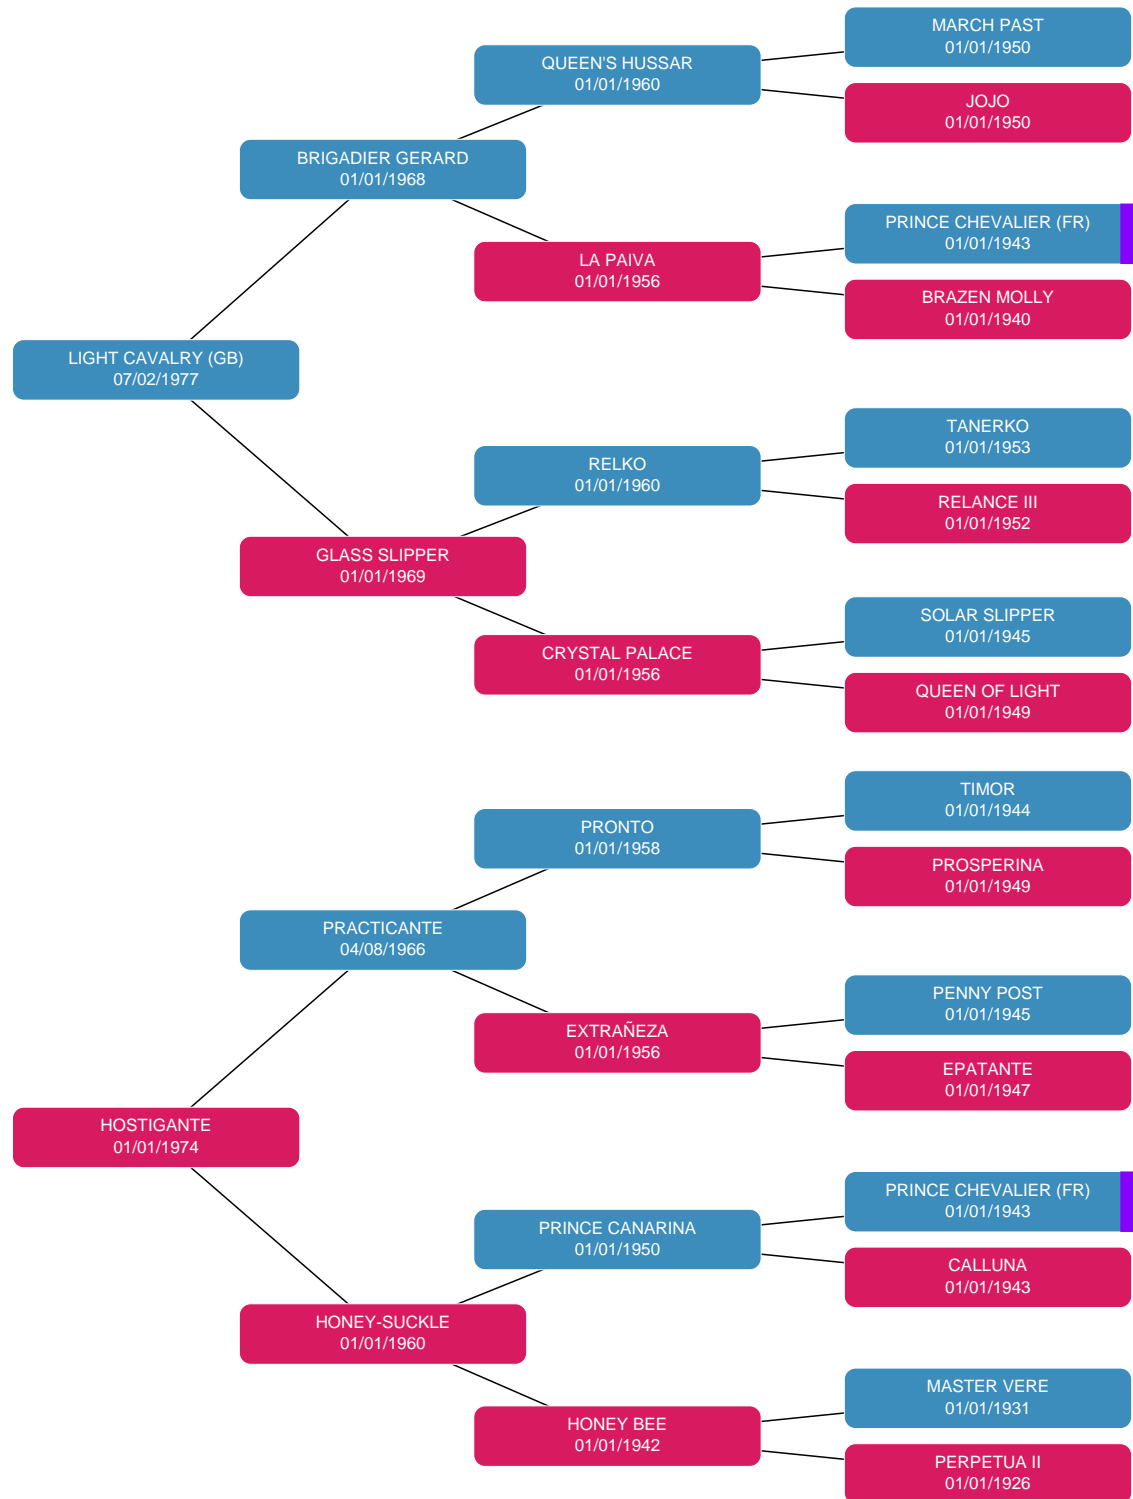 MARCH PAST
01/01/1950
QUEEN'S HUSSAR
01/01/1960
JOJO
01/01/1950
BRIGADIER GERARD
01/01/1968
PRINCE CHEVALIER (FR)
01/01/1943
LA PAIVA
01/01/1956
BRAZEN MOLLY
01/01/1940
LIGHT CAVALRY (GB)
07/02/1977
TANERKO
01/01/1953
RELKO
01/01/1960
RELANCE III
01/01/1952
GLASS SLIPPER
01/01/1969
SOLAR SLIPPER
01/01/1945
CRYSTAL PALACE
01/01/1956
QUEEN OF LIGHT
01/01/1949
TIMOR
01/01/1944
PRONTO
01/01/1958
PROSPERINA
01/01/1949
PRACTICANTE
04/08/1966
PENNY POST
01/01/1945
EXTRAÑEZA
01/01/1956
EPATANTE
01/01/1947
HOSTIGANTE
01/01/1974
PRINCE CHEVALIER (FR)
01/01/1943
PRINCE CANARINA
01/01/1950
CALLUNA
01/01/1943
HONEY-SUCKLE
01/01/1960
MASTER VERE
01/01/1931
HONEY BEE
01/01/1942
PERPETUA II
01/01/1926